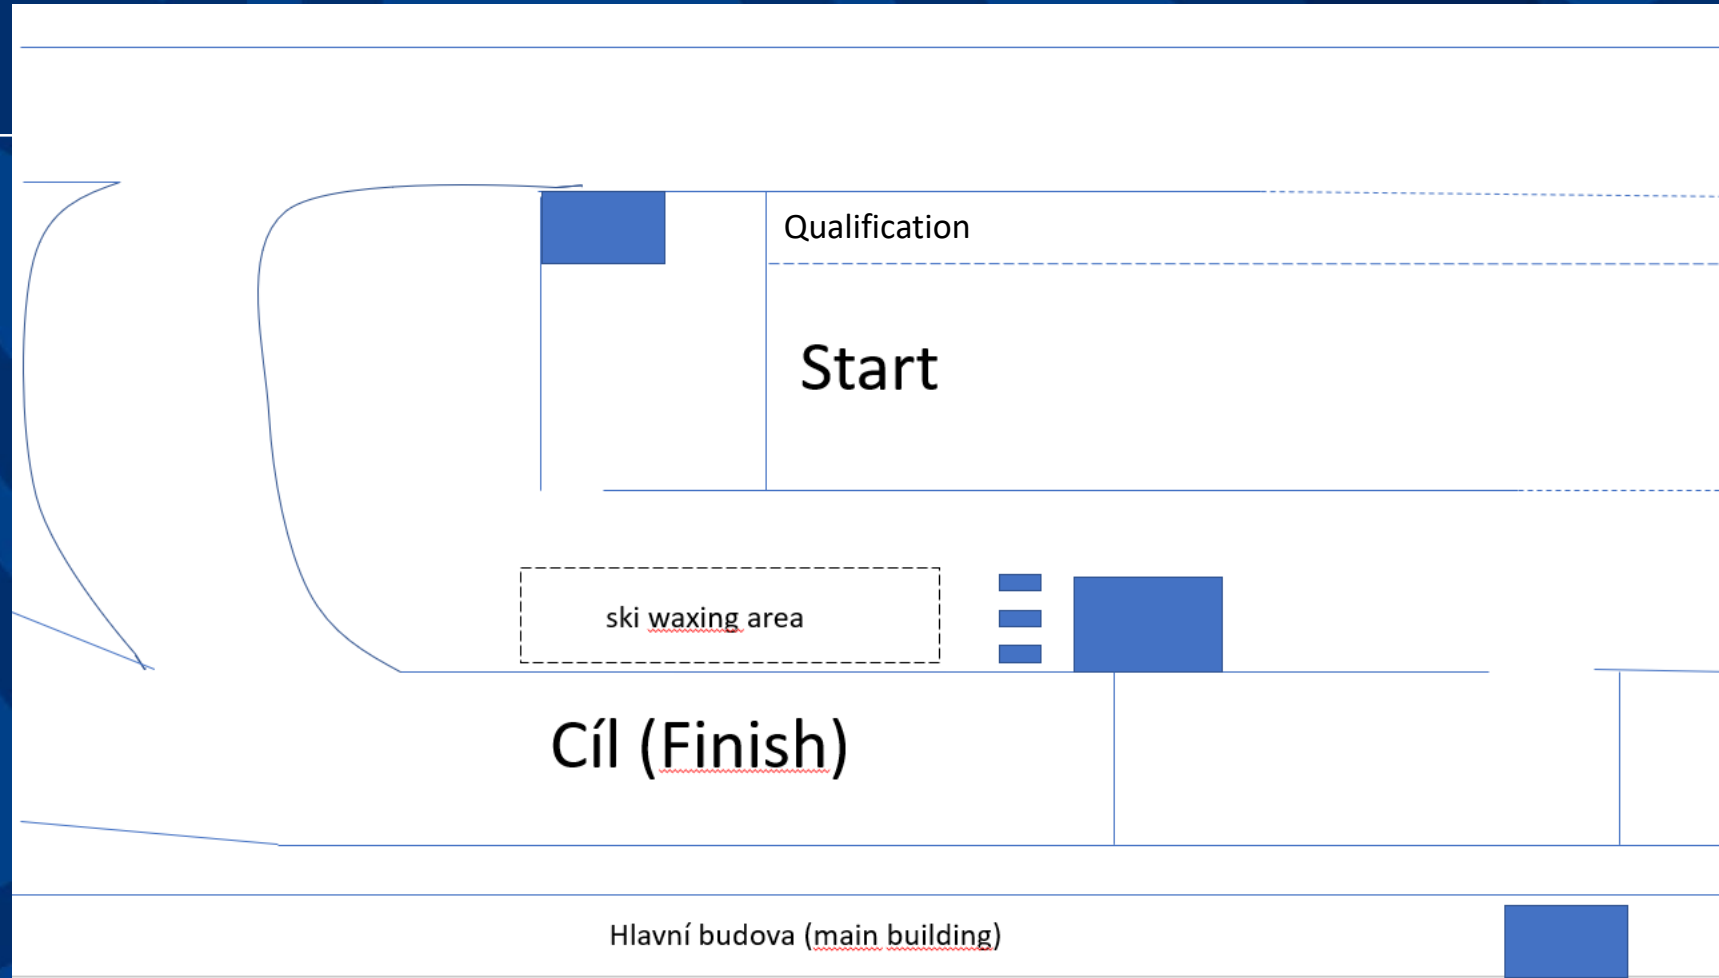 Qualification
Start
ski waxing area
Cíl (Finish)
Hlavní budova (main building)